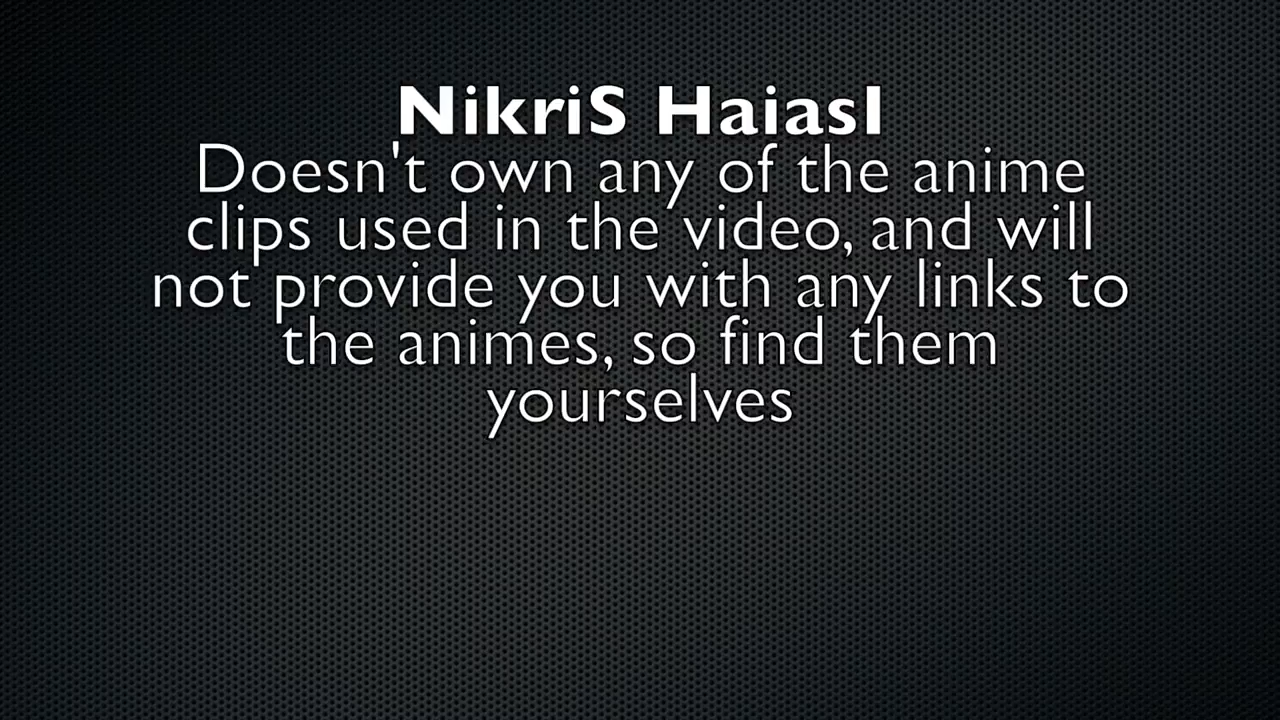 NikriS HaiasI
Doesn't own any of the anime
clips used in the video, and will
not provide you with any links to
the animes, so find them
yourselves